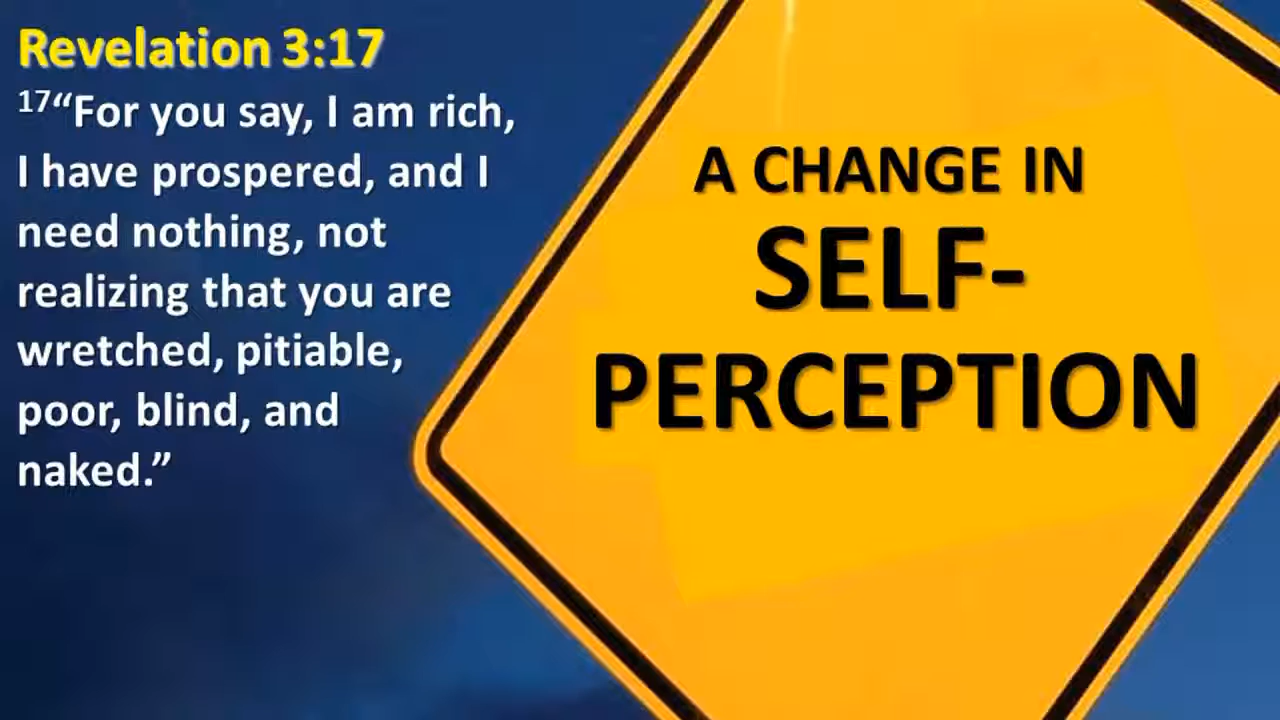 Revelation 3:17
17“For you say, I am rich,
I have prospered, and I
need nothing, not
realizing that you are
wretched, pitiable,
poor, blind, and
naked.”
A CHANGE IN
SELF-
PERCEPTION